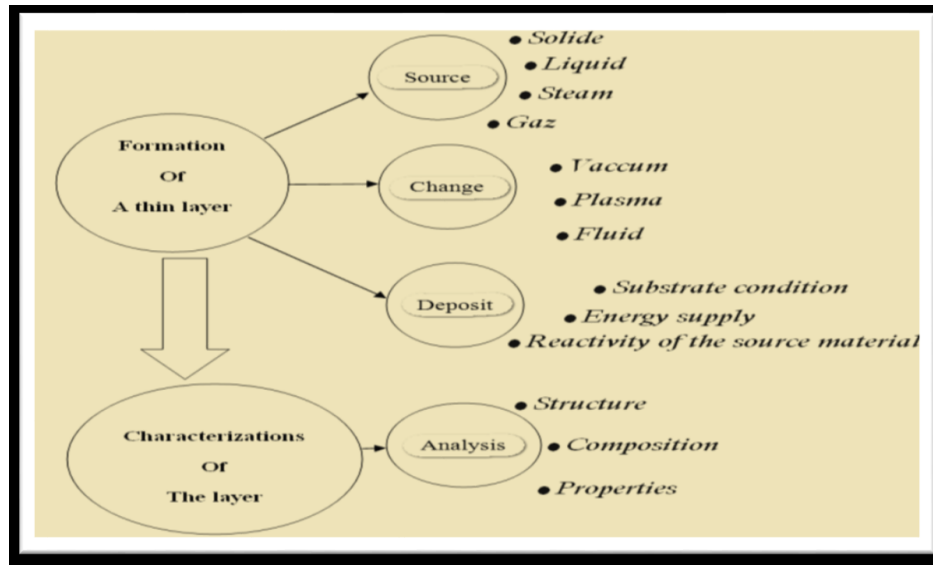 Formation
Of
A thin layer
Source
Solide
Liquid
Steam
Gaz
Change
Vaccum
Plasma
Fluid
Deposit
Substrate condition
Energy supply
Reactivity of the source material
Characterizations
Of
The layer
Analysis
Structure
Composition
Properties